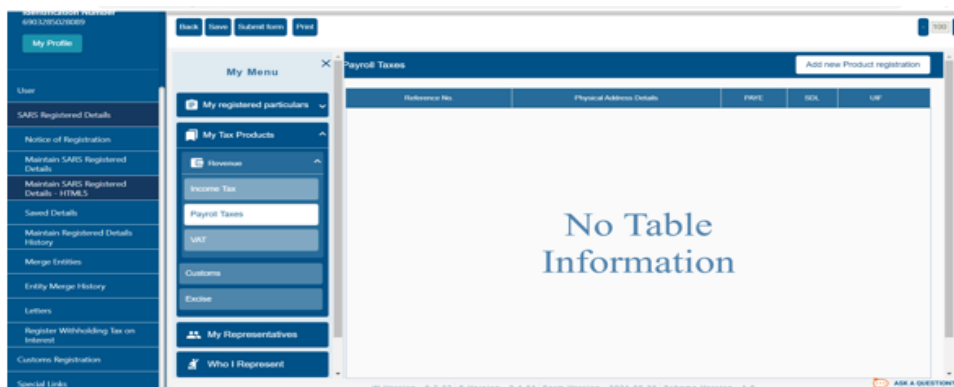 Identification Number
6903285028089
My Profile
User
SARS Registered Details
Notice of Registration
Maintain SARS Registered
Details
Maintain SARS Registered
Details - HTML5
Saved Details
Maintain Registered Details
History
Merge Entities
Entity Merge History
Letters
Register Withholding Tax on
Interest
Customs Registration
Special Links
Back Save Submit form Print
100
My Menu
My registered particulars
My Tax Products
Revenue
Income Tax
Payroll Taxes
VAT
Customs
Excise
My Representatives
Who I Represent
Payroll Taxes
Add new Product registration
Reference No. Physical Address Details PAYE SDL UIF
No Table
Information
ASK A QUESTION